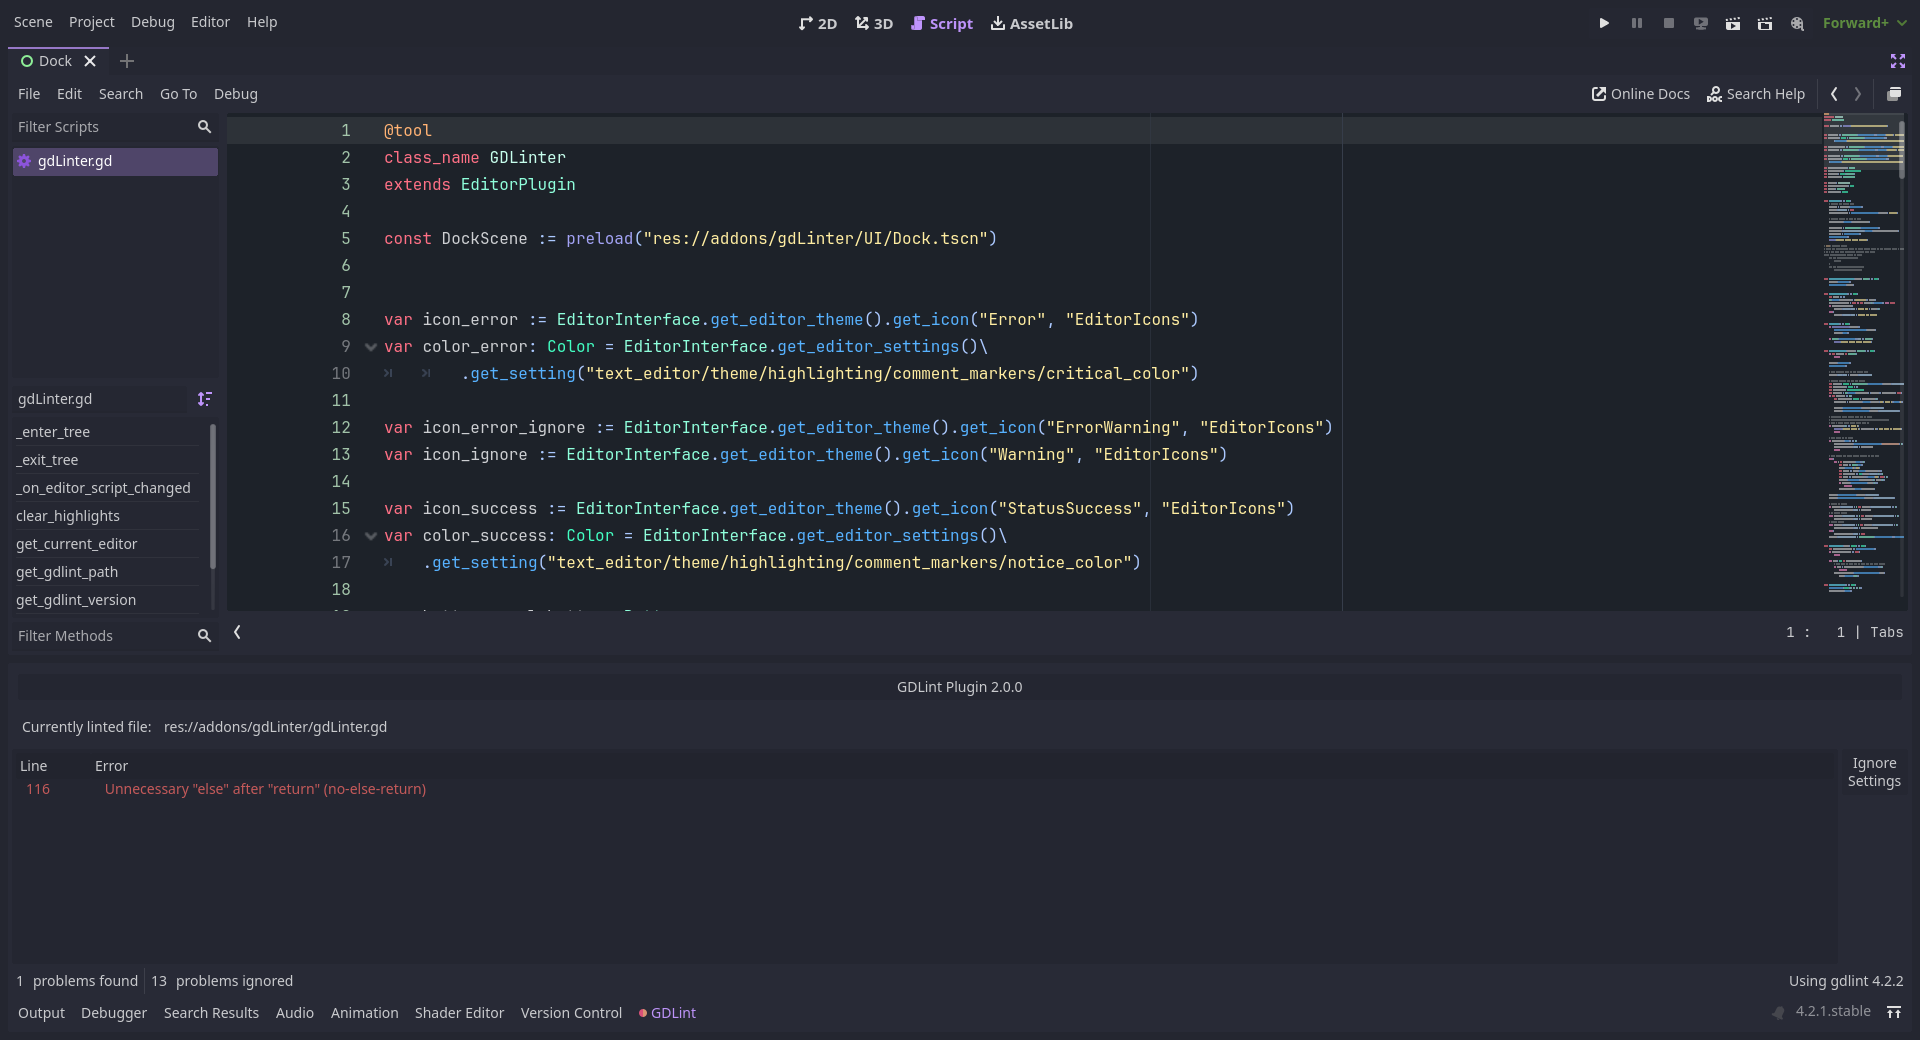 Scene Project Debug Editor Help
2D 3D Script AssetLib
Forward+
Dock
File Edit Search Go To Debug
Online Docs Search Help
Filter Scripts
gdLinter.gd
gdLinter.gd
_enter_tree
_exit_tree
_on_editor_script_changed
clear_highlights
get_current_editor
get_gdlint_path
get_gdlint_version
Filter Methods
1 @tool
2 class_name GDLinter
3 extends EditorPlugin
4
5 const DockScene := preload("res://addons/gdLinter/UI/Dock.tscn")
6
7
8 var icon_error := EditorInterface.get_editor_theme().get_icon("Error", "EditorIcons")
9 var color_error: Color = EditorInterface.get_editor_settings()\
10 .get_setting("text_editor/theme/highlighting/comment_markers/critical_color")
11
12 var icon_error_ignore := EditorInterface.get_editor_theme().get_icon("ErrorWarning", "EditorIcons")
13 var icon_ignore := EditorInterface.get_editor_theme().get_icon("Warning", "EditorIcons")
14
15 var icon_success := EditorInterface.get_editor_theme().get_icon("StatusSuccess", "EditorIcons")
16 var color_success: Color = EditorInterface.get_editor_settings()\
17 .get_setting("text_editor/theme/highlighting/comment_markers/notice_color")
18
1 : 1 | Tabs
GDLint Plugin 2.0.0
Currently linted file: res://addons/gdLinter/gdLinter.gd
Line Error
116 Unnecessary "else" after "return" (no-else-return)
Ignore
Settings
1 problems found 13 problems ignored
Using gdlint 4.2.2
Output Debugger Search Results Audio Animation Shader Editor Version Control GDLint
4.2.1.stable